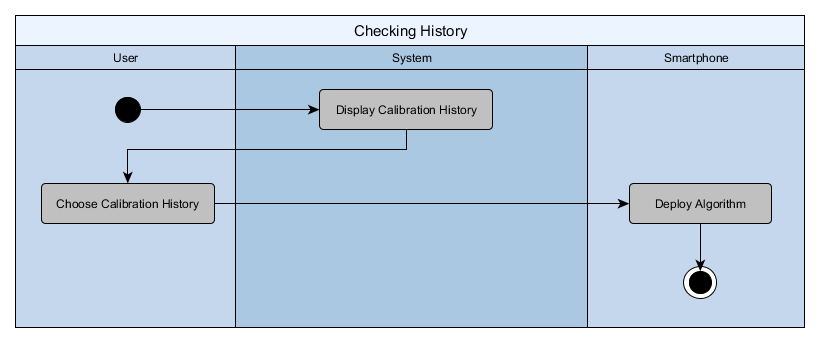 Checking History
User
System
Smartphone
Display Calibration History
Choose Calibration History
Deploy Algorithm